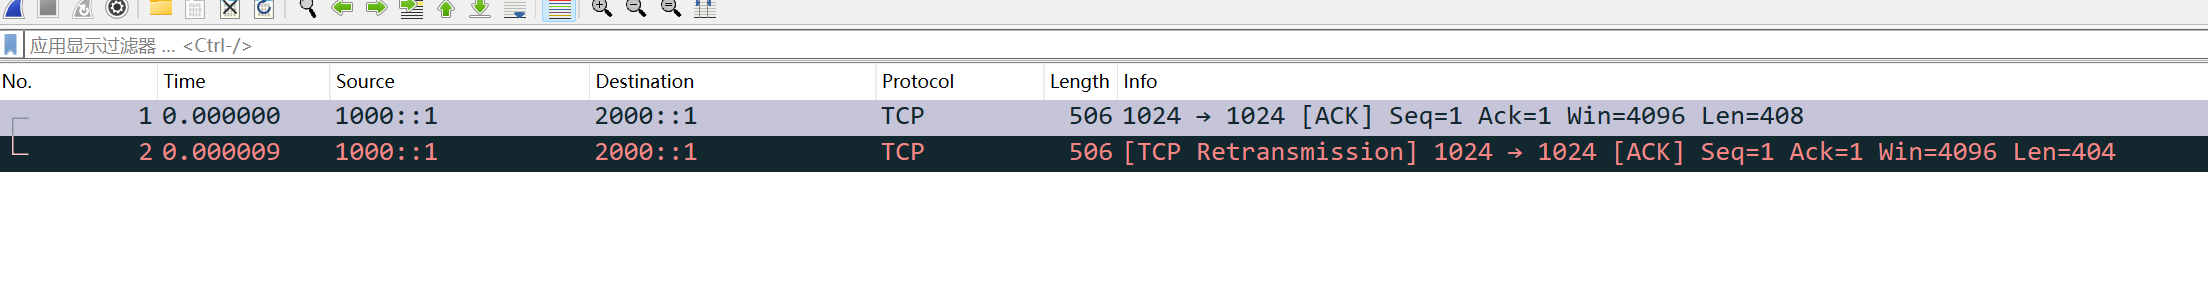 应用显示过滤器 … <Ctrl-/>
No. Time Source Destination Protocol Length Info
1 0.000000 1000::1 2000::1 TCP 506 1024 → 1024 [ACK] Seq=1 Ack=1 Win=4096 Len=408
2 0.000009 1000::1 2000::1 TCP 506 [TCP Retransmission] 1024 → 1024 [ACK] Seq=1 Ack=1 Win=4096 Len=404